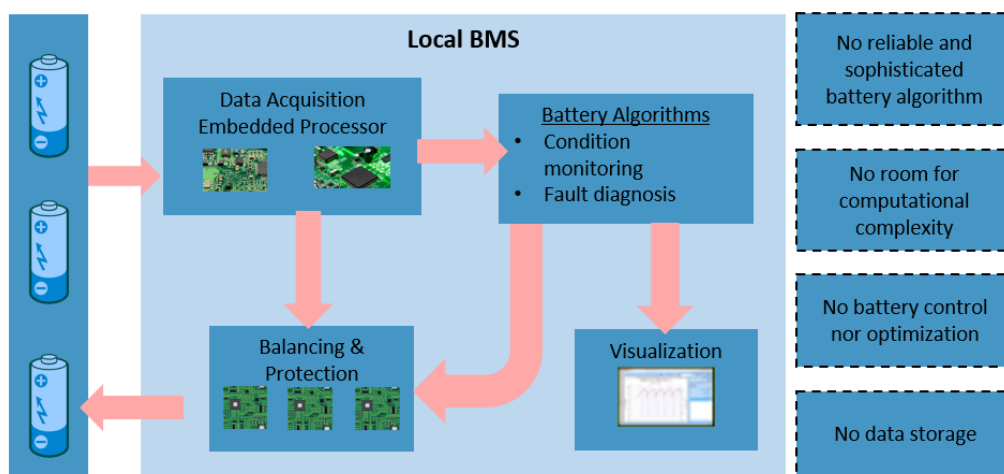 Local BMS
Data Acquisition
Embedded Processor
Battery Algorithms
• Condition
monitoring
• Fault diagnosis
Balancing &
Protection
Visualization
No reliable and
sophisticated
battery algorithm
No room for
computational
complexity
No battery control
nor optimization
No data storage